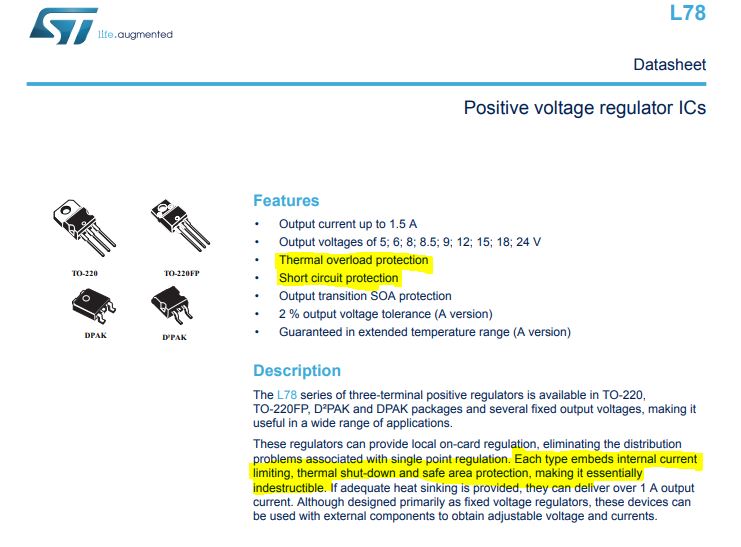 ST life.augmented
L78
Datasheet
Positive voltage regulator ICs
TO-220
TO-220FP
DPAK
D²PAK
Features
• Output current up to 1.5 A
• Output voltages of 5; 6; 8; 8.5; 9; 12; 15; 18; 24 V
• Thermal overload protection
• Short circuit protection
• Output transition SOA protection
• 2 % output voltage tolerance (A version)
• Guaranteed in extended temperature range (A version)
Description
The L78 series of three-terminal positive regulators is available in TO-220,
TO-220FP, D²PAK and DPAK packages and several fixed output voltages, making it
useful in a wide range of applications.
These regulators can provide local on-card regulation, eliminating the distribution
problems associated with single point regulation. Each type embeds internal current
limiting, thermal shut-down and safe area protection, making it essentially
indestructible. If adequate heat sinking is provided, they can deliver over 1 A output
current. Although designed primarily as fixed voltage regulators, these devices can
be used with external components to obtain adjustable voltage and currents.